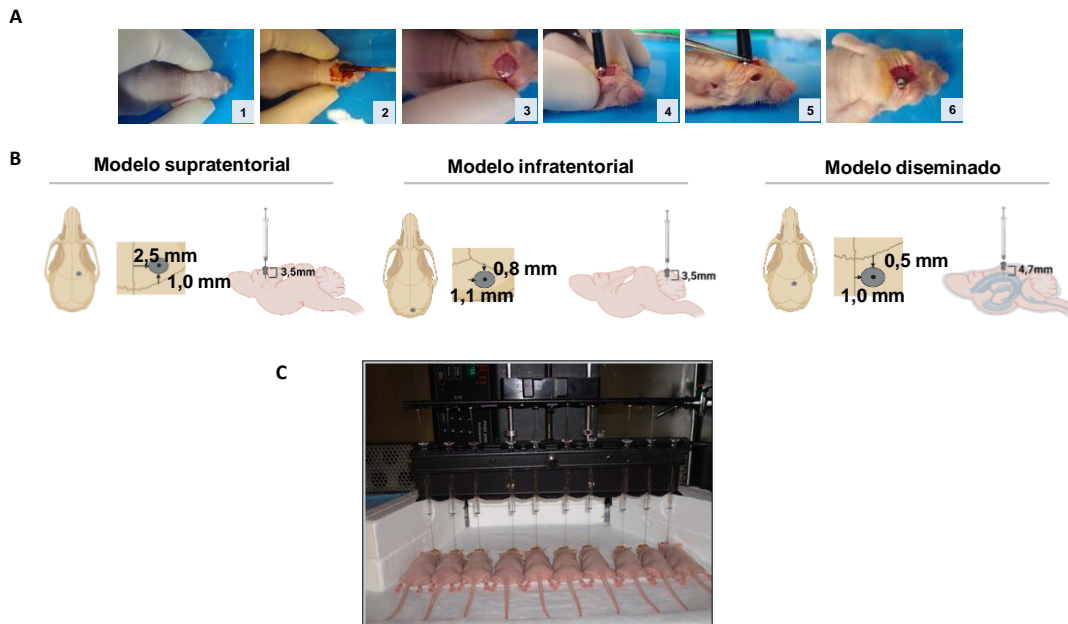 A
1 2 3 4 5 6
B
Modelo supratentorial Modelo infratentorial Modelo diseminado
2,5 mm
1,0 mm
3,5mm
0,8 mm
1,1 mm
3,5mm
0,5 mm
1,0 mm
4,7mm
C